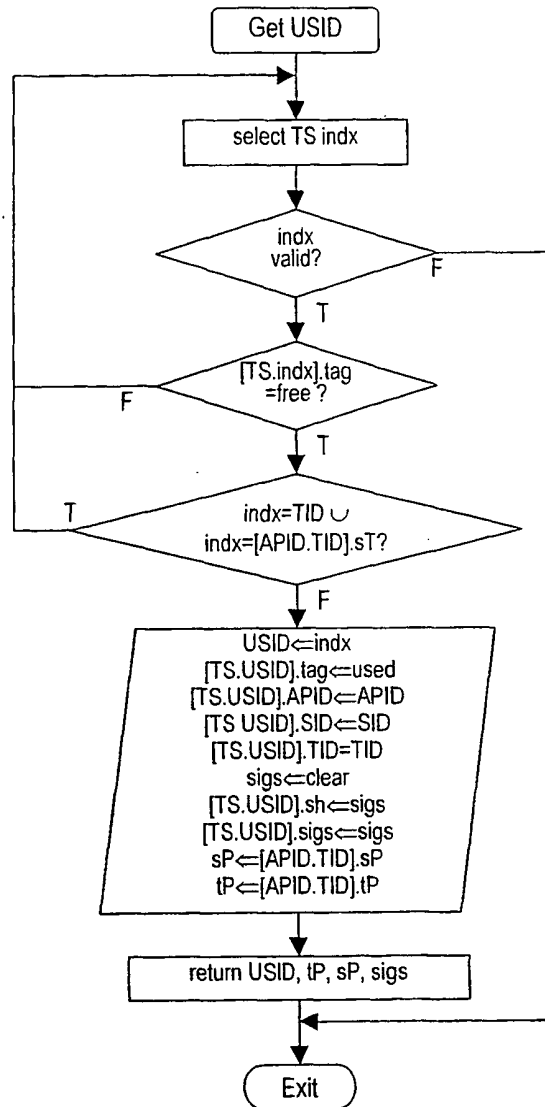 Get USID
select TS indx
indx
valid?
F
T
[TS.indx].tag
=free ?
F
T
T
indx=TID ∪
indx=[APID.TID].sT?
F
USID⇐indx
[TS.USID].tag⇐used
[TS.USID].APID⇐APID
[TS USID].SID⇐SID
[TS.USID].TID=TID
sigs⇐clear
[TS.USID].sh⇐sigs
[TS.USID].sigs⇐sigs
sP⇐[APID.TID].sP
tP⇐[APID.TID].tP
return USID, tP, sP, sigs
Exit